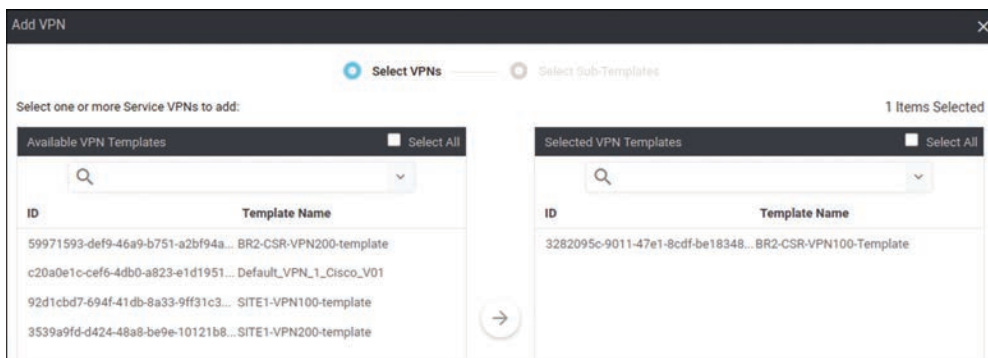 Add VPN
Select VPNs
Select Sub-Templates
Select one or more Service VPNs to add:
1 Items Selected
Available VPN Templates
Select All
ID
Template Name
59971593-def9-46a9-b751-a2bf94a... BR2-CSR-VPN200-template
c20a0e1c-cef6-4db0-a823-e1d1951... Default_VPN_1_Cisco_V01
92d1cbd7-694f-41db-8a33-9ff31c3... SITE1-VPN100-template
3539a9fd-d424-48a8-be9e-10121b8... SITE1-VPN200-template
Selected VPN Templates
Select All
ID
Template Name
3282095c-9011-47e1-8cdf-be18348... BR2-CSR-VPN100-Template